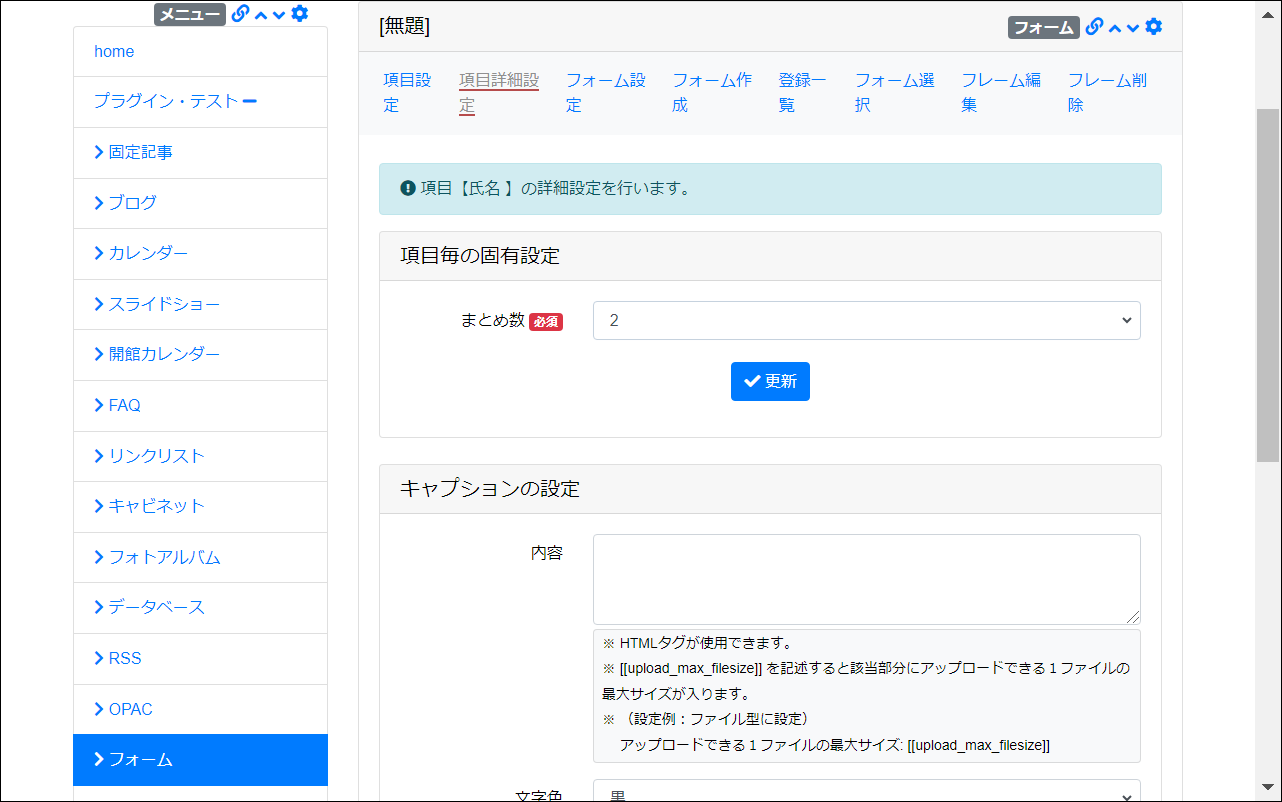 メニュー
home
プラグイン・テスト
固定記事
ブログ
カレンダー
スライドショー
開館カレンダー
FAQ
リンクリスト
キャビネット
フォトアルバム
データベース
RSS
OPAC
フォーム
[無題]
フォーム
項目設
定
項目詳細設
定
フォーム設
定
フォーム作
成
登録一
覧
フォーム選
択
フレーム編
集
フレーム削
除
項目【氏名 】の詳細設定を行います。
項目毎の固有設定
まとめ数 必須
2
更新
キャプションの設定
内容
※ HTMLタグが使用できます。
※ [[upload_max_filesize]] を記述すると該当部分にアップロードできる1ファイルの
最大サイズが入ります。
※ （設定例：ファイル型に設定）
アップロードできる1ファイルの最大サイズ: [[upload_max_filesize]]
文字色
黒